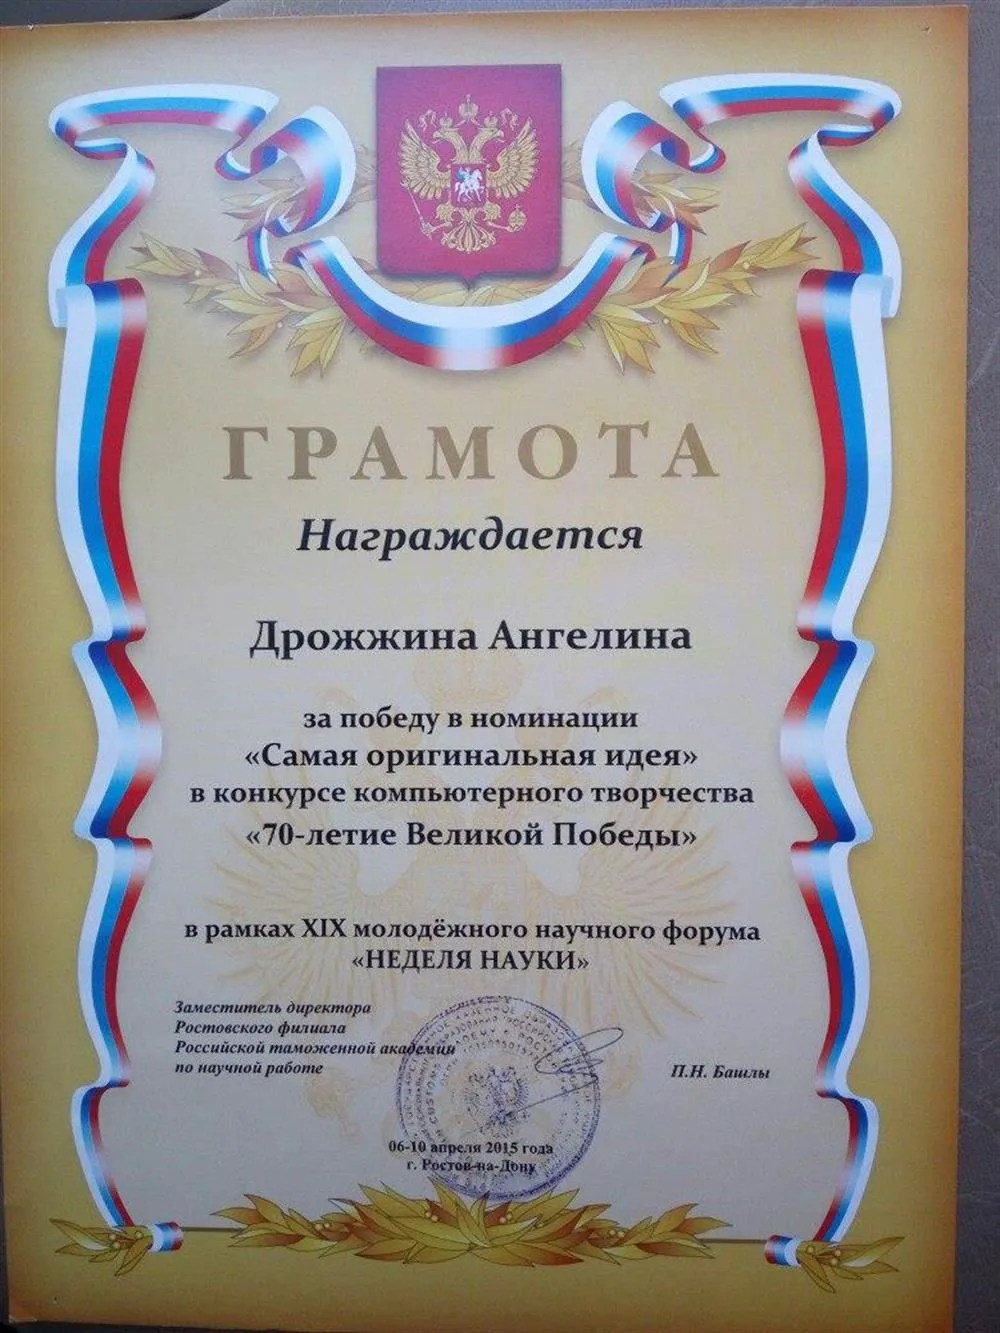 ГРАМОТА
Награждается
Дрожжина Ангелина
за победу в номинации
«Самая оригинальная идея»
в конкурсе компьютерного творчества
«70-летие Великой Победы»
в рамках XIX молодёжного научного форума
«НЕДЕЛЯ НАУКИ»
Заместитель директора
Ростовского филиала
Российской таможенной академии
по научной работе
П.Н. Башлы
06-10 апреля 2015 года
г. Ростов-на-Дону